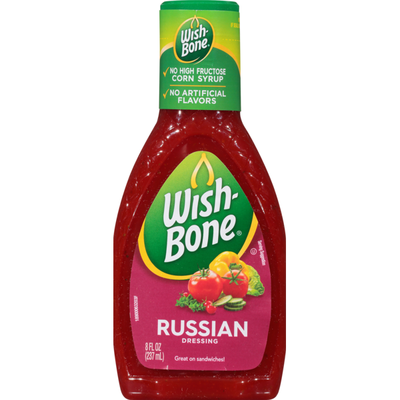 Wish-
Bone®
✓NO HIGH FRUCTOSE
CORN SYRUP
✓NO ARTIFICIAL
FLAVORS
Wish-
Bone®
RUSSIAN
DRESSING
8 FL OZ
(237 mL)
Great on sandwiches!